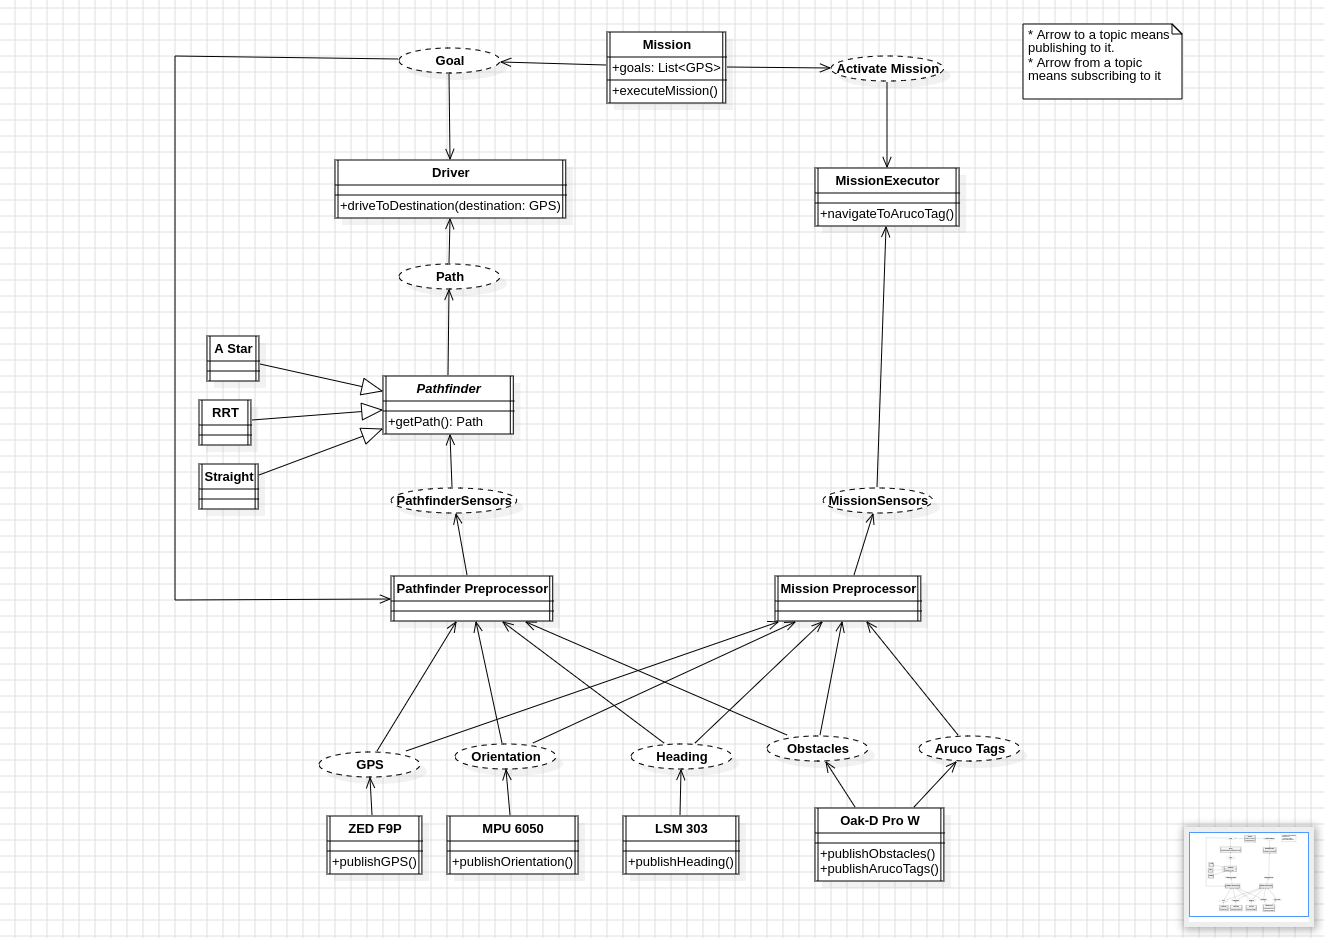 Goal
Mission
+goals: List<GPS>
+executeMission()
Activate Mission
* Arrow to a topic means
publishing to it.
* Arrow from a topic
means subscribing to it
Driver
+driveToDestination(destination: GPS)
MissionExecutor
+navigateToArucoTag()
Path
A Star
RRT
Straight
Pathfinder
+getPath(): Path
PathfinderSensors
MissionSensors
Pathfinder Preprocessor
Mission Preprocessor
GPS
Orientation
Heading
Obstacles
Aruco Tags
ZED F9P
+publishGPS()
MPU 6050
+publishOrientation()
LSM 303
+publishHeading()
Oak-D Pro W
+publishObstacles()
+publishArucoTags()